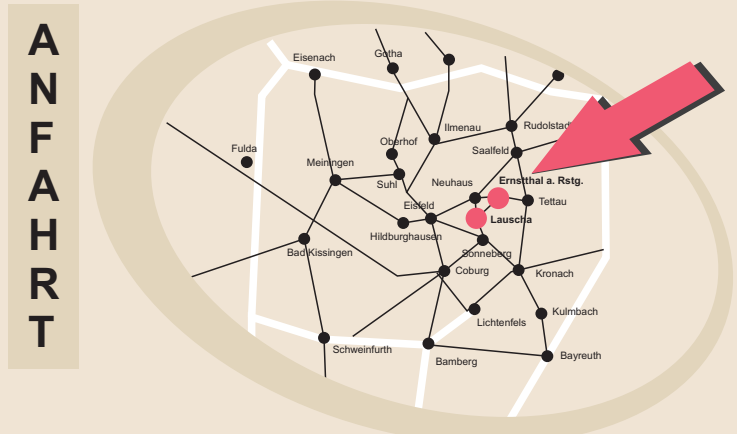 ANFAHRT
Eisenach
Gotha
Ilmenau
Rudolstadt
Fulda
Oberhof
Saalfeld
Meiningen
Suhl
Neuhaus
Ernstthal a. Rstg.
Tettau
Eisfeld
Lauscha
Hildburghausen
Bad Kissingen
Sonneberg
Coburg
Kronach
Lichtenfels
Kulmbach
Schweinfurth
Bamberg
Bayreuth